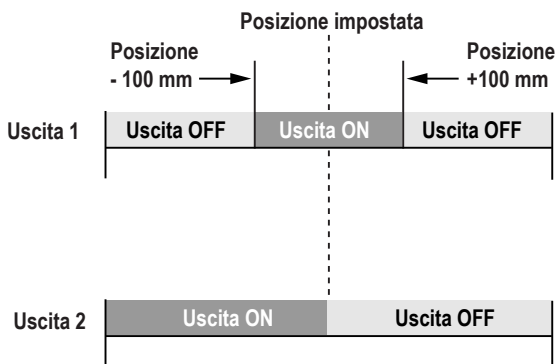 Posizione impostata
Posizione
- 100 mm
Posizione
+100 mm
Uscita 1
Uscita OFF
Uscita ON
Uscita OFF
Uscita 2
Uscita ON
Uscita OFF